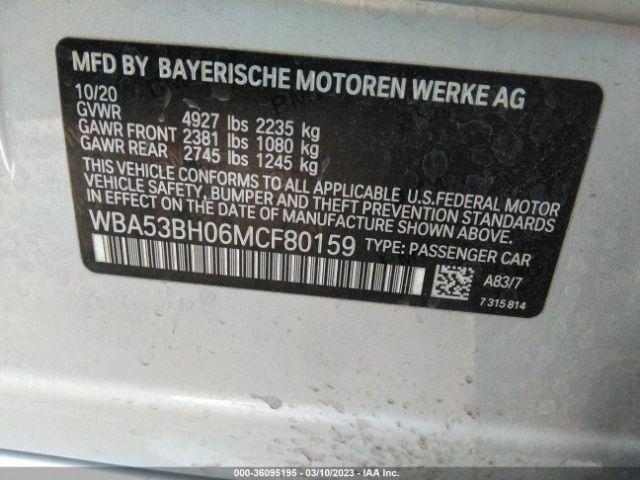 MFD BY BAYERISCHE MOTOREN WERKE AG
10/20
GVWR 4927 lbs 2235 kg
GAWR FRONT 2381 lbs 1080 kg
GAWR REAR 2745 lbs 1245 kg
THIS VEHICLE CONFORMS TO ALL APPLICABLE U.S.FEDERAL MOTOR
VEHICLE SAFETY, BUMPER AND THEFT PREVENTION STANDARDS
IN EFFECT ON THE DATE OF MANUFACTURE SHOWN ABOVE.
WBA53BH06MCF80159 TYPE: PASSENGER CAR
A83/7
7 315 814
000-36095195 - 03/10/2023 - IAA Inc.